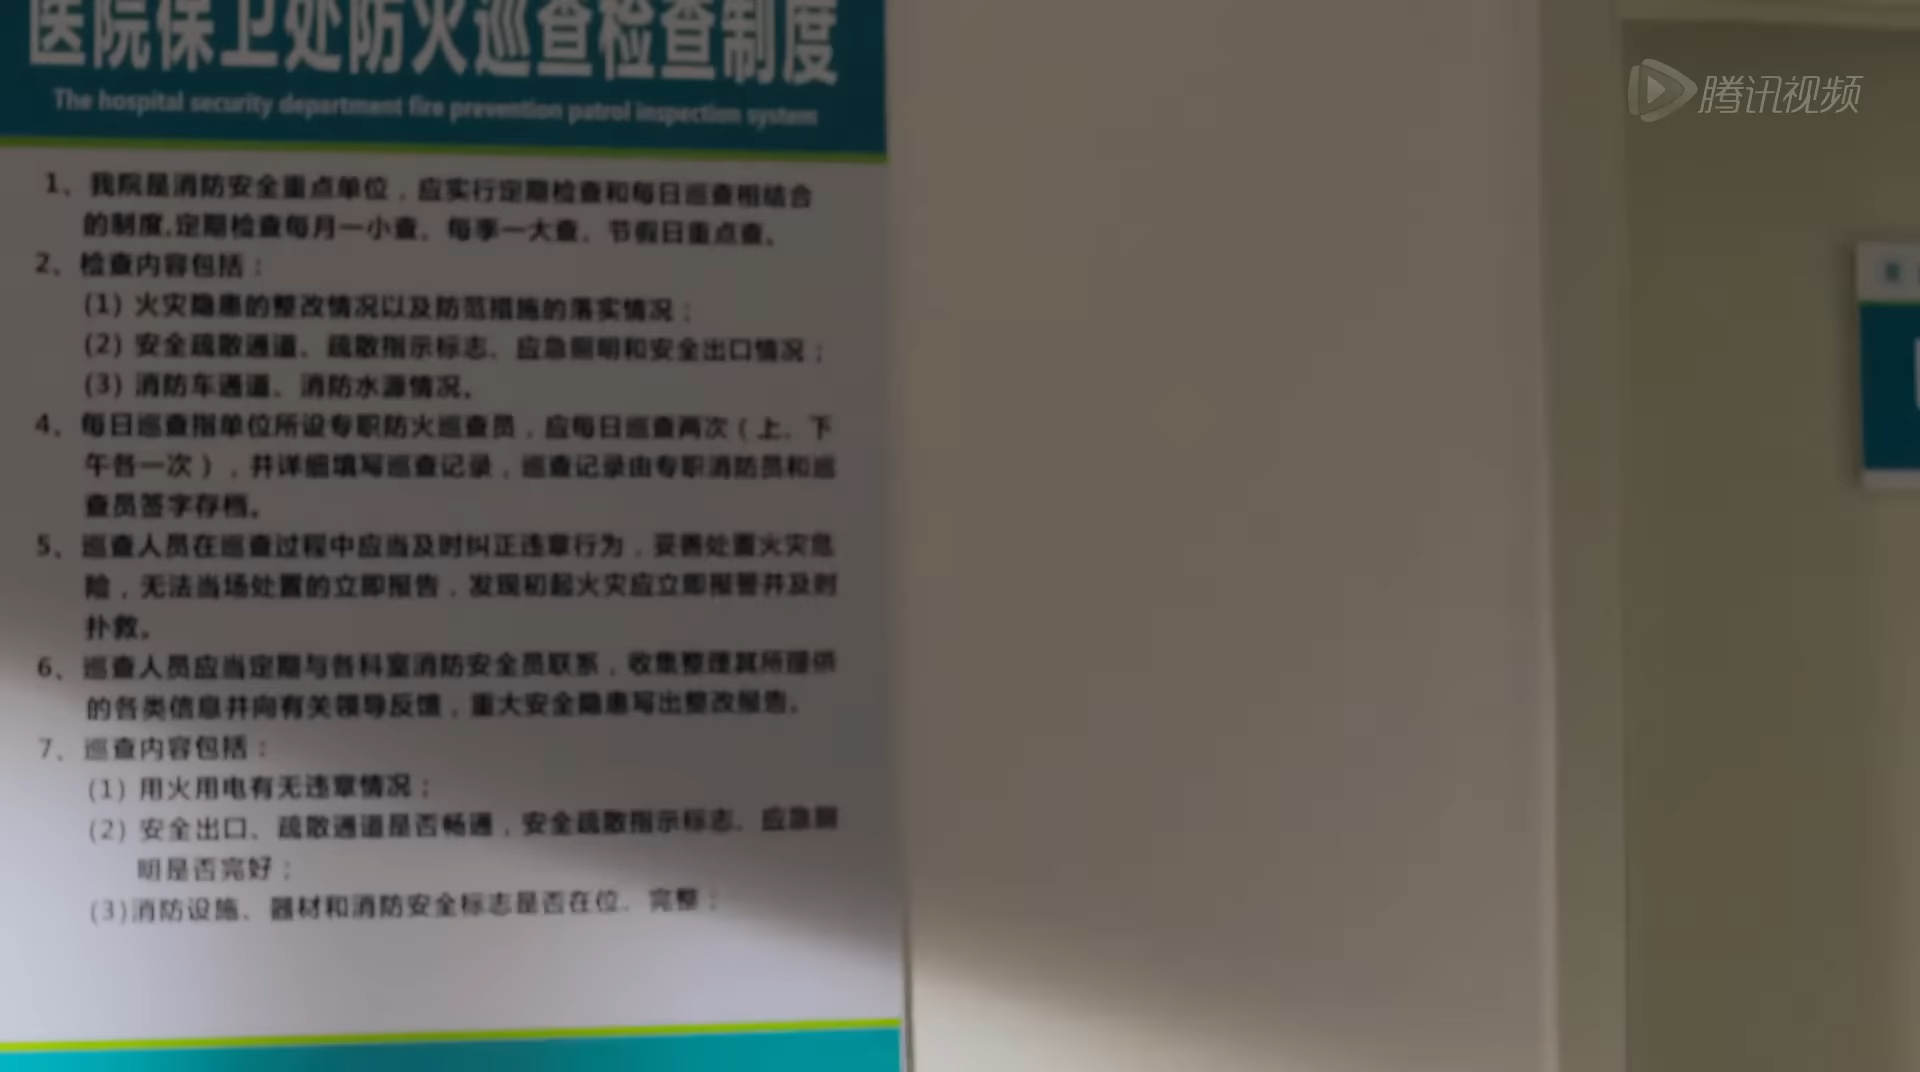 医院保卫处防火巡查检查制度
The hospital security department fire prevention patrol inspection system
腾讯视频
1、我院是消防安全重点单位，应实行定期检查和每日巡查相结合
的制度,定期检查每月一小查、每季一大查、节假日重点查。
2、检查内容包括：
(1) 火灾隐患的整改情况以及防范措施的落实情况；
(2) 安全疏散通道、疏散指示标志、应急照明和安全出口情况；
(3) 消防车通道、消防水源情况。
4、每日巡查指单位所设专职防火巡查员，应每日巡查两次（上、下
午各一次），并详细填写巡查记录，巡查记录由专职消防员和巡
查员签字存档。
5、巡查人员在巡查过程中应当及时纠正违章行为，妥善处置火灾危
险，无法当场处置的立即报告，发现初起火灾应立即报警并及时
扑救。
6、巡查人员应当定期与各科室消防安全员联系，收集整理其所提供
的各类信息并向有关领导反馈，重大安全隐患写出整改报告。
7、巡查内容包括：
(1) 用火用电有无违章情况；
(2) 安全出口、疏散通道是否畅通，安全疏散指示标志、应急照
明是否完好；
(3)消防设施、器材和消防安全标志是否在位、完整；